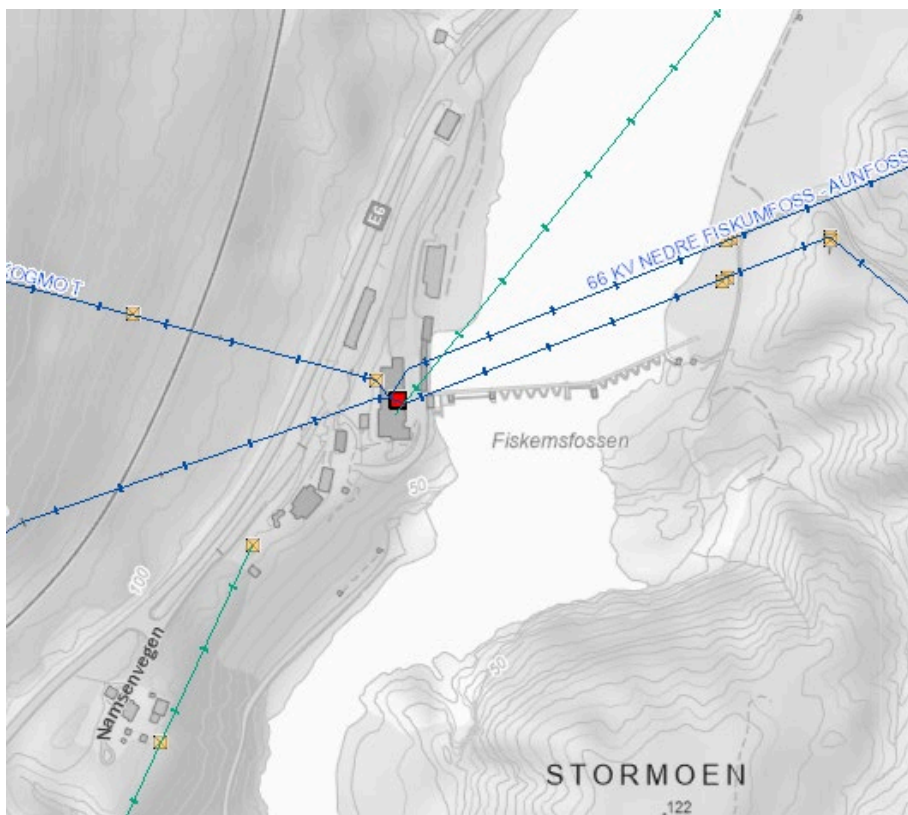 E6
66 KV NEDRE FISKUMFOSS - AUNFOSS
KOGMO T
Fiskemsfossen
50
100
Namsenvegen
50
STORMOEN
122